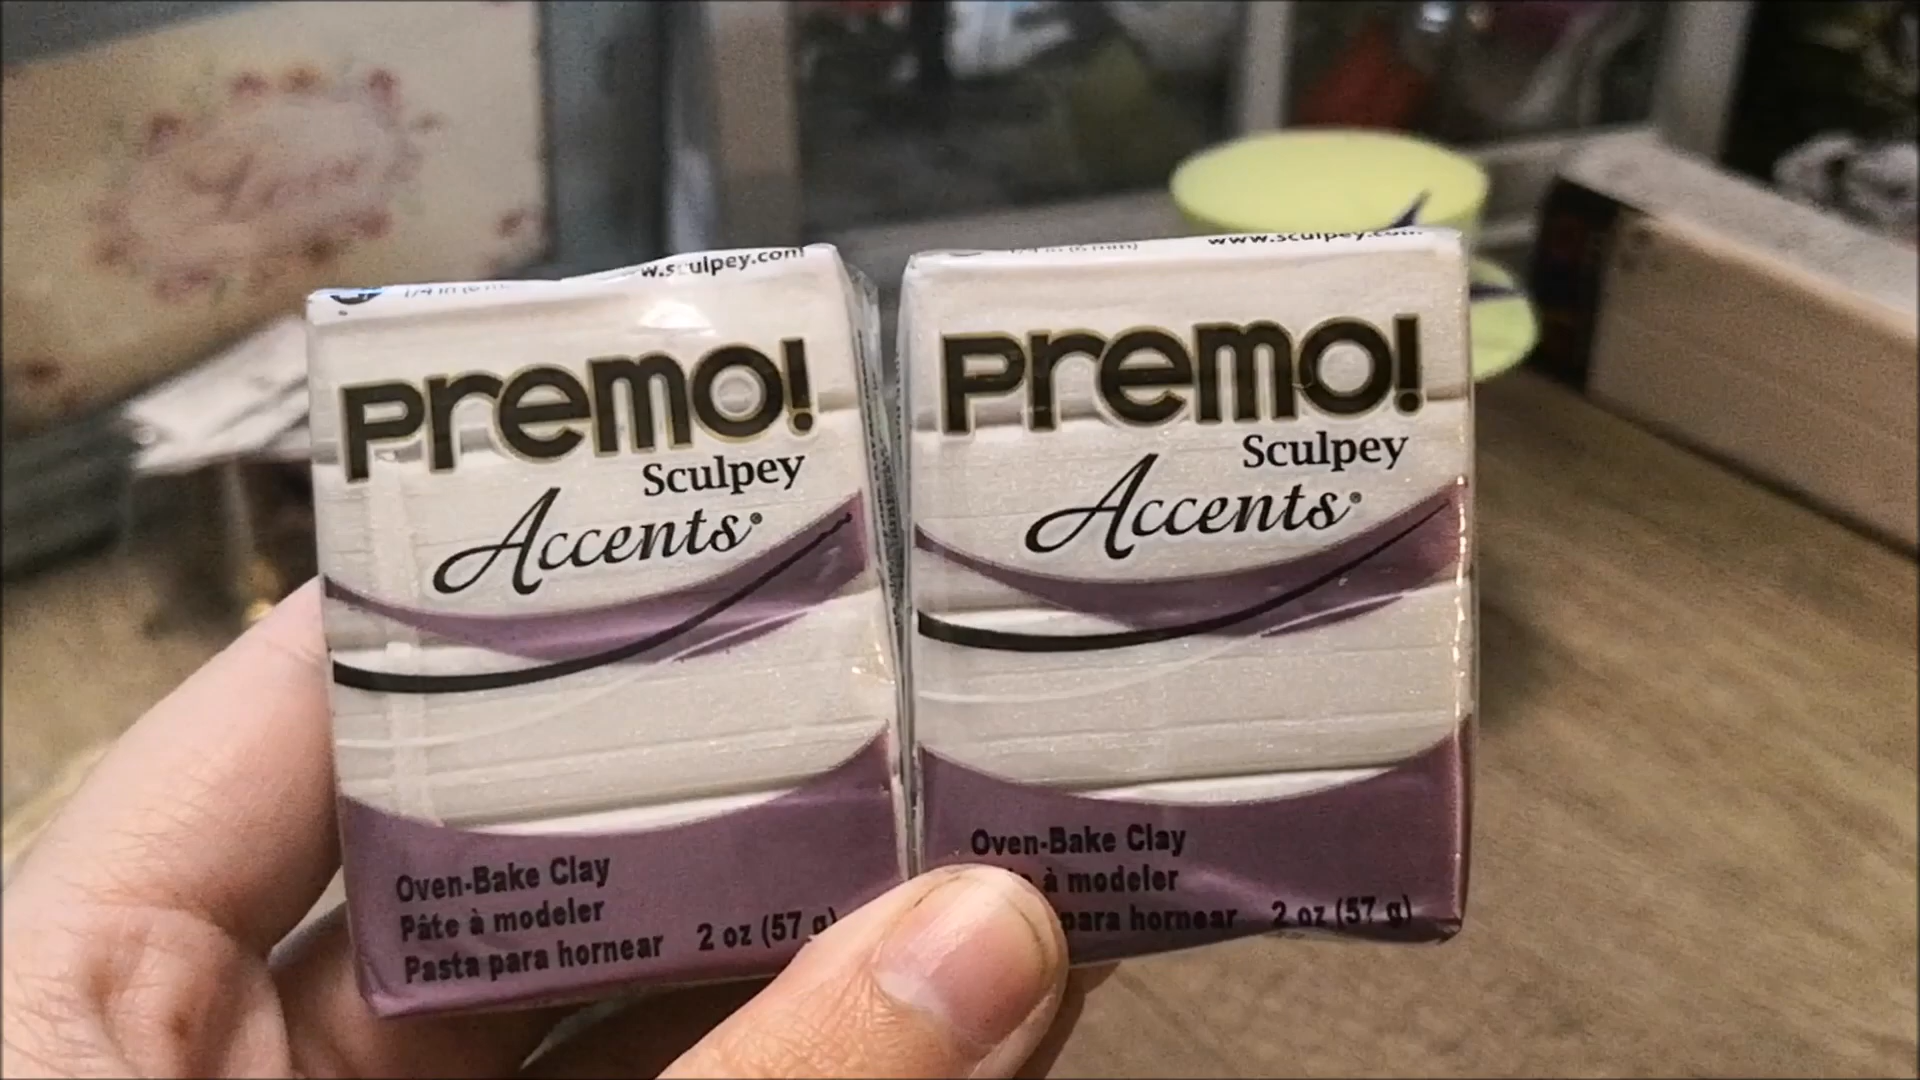 w.sculpey.com
Premo!
Sculpey
Accents®
Oven-Bake Clay
Pâte à modeler
Pasta para hornear 2 oz (57 g)
www.sculpey.com
Premo!
Sculpey
Accents®
Oven-Bake Clay
à modeler
para hornear 2 oz (57 g)